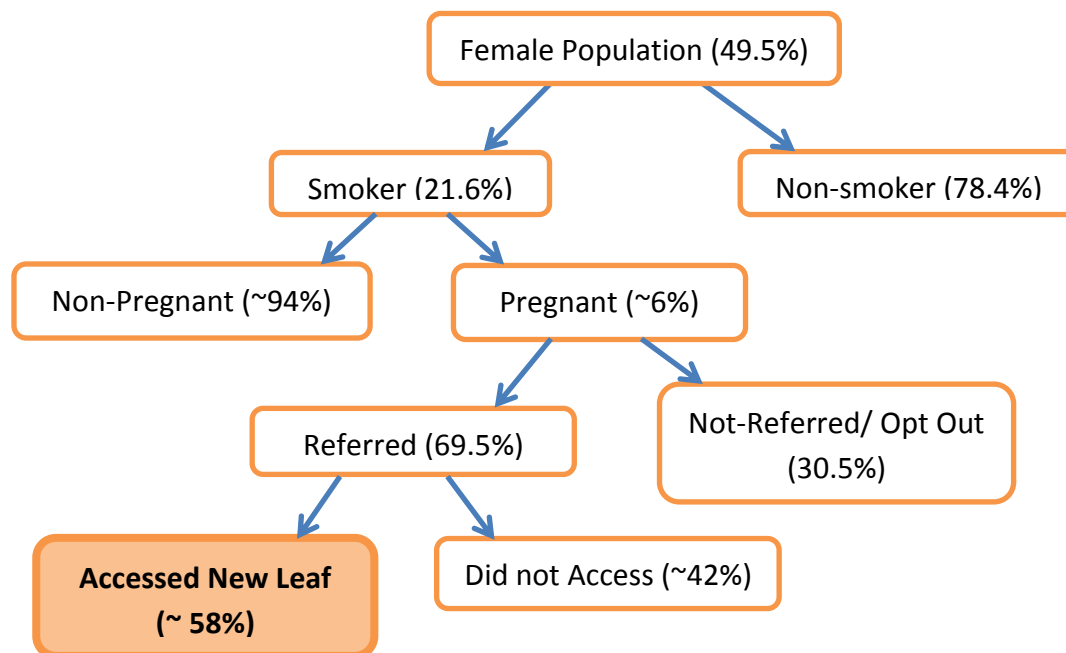 Female Population (49.5%)
Smoker (21.6%)
Non-smoker (78.4%)
Non-Pregnant (~94%)
Pregnant (~6%)
Referred (69.5%)
Not-Referred/ Opt Out
(30.5%)
Accessed New Leaf
(~ 58%)
Did not Access (~42%)